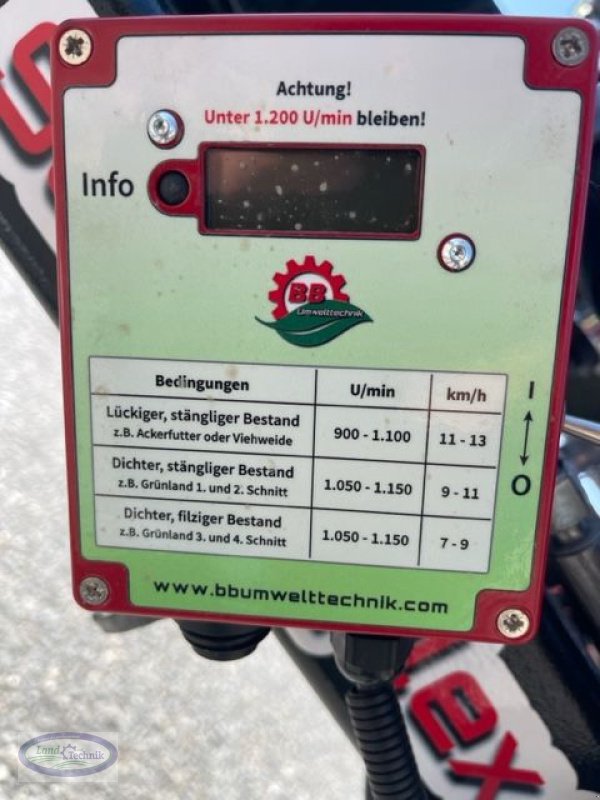 Achtung!
Unter 1.200 U/min bleiben!
Info
BB
Umwelttechnik
Bedingungen U/min km/h
Lückiger, stängliger Bestand
z.B. Ackerfutter oder Viehweide
900 - 1.100 11 - 13
Dichter, stängliger Bestand
z.B. Grünland 1. und 2. Schnitt
1.050 - 1.150 9 - 11
Dichter, filziger Bestand
z.B. Grünland 3. und 4. Schnitt
1.050 - 1.150 7 - 9
I
O
www.bbumwelttechnik.com
ex
Land Technik